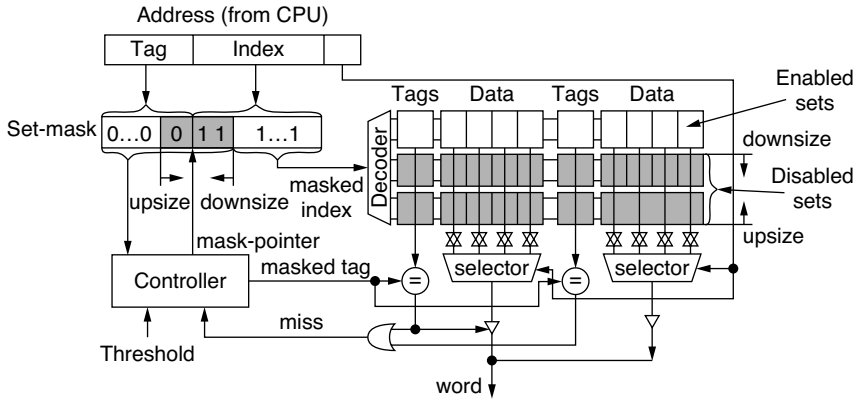 Address (from CPU)
Tag Index
Tags Data Tags Data
Enabled
sets
Set-mask 0...0 0 1 1 1...1
Decoder
downsize
upsize downsize
masked
index
Disabled
sets
upsize
mask-pointer
Controller
masked tag
= selector = selector
miss
Threshold
word